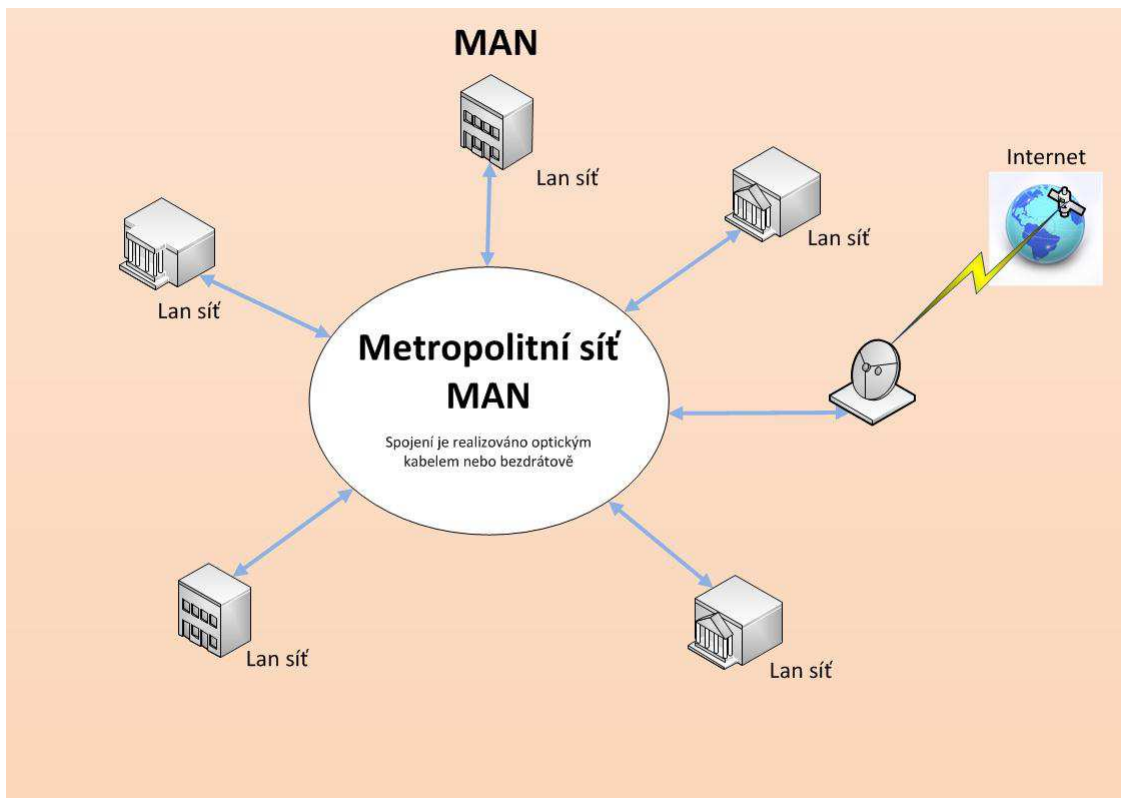 MAN
Lan síť
Internet
Lan síť
Lan síť
Metropolitní síť
MAN
Spojení je realizováno optickým
kabelem nebo bezdrátově
Lan síť
Lan síť